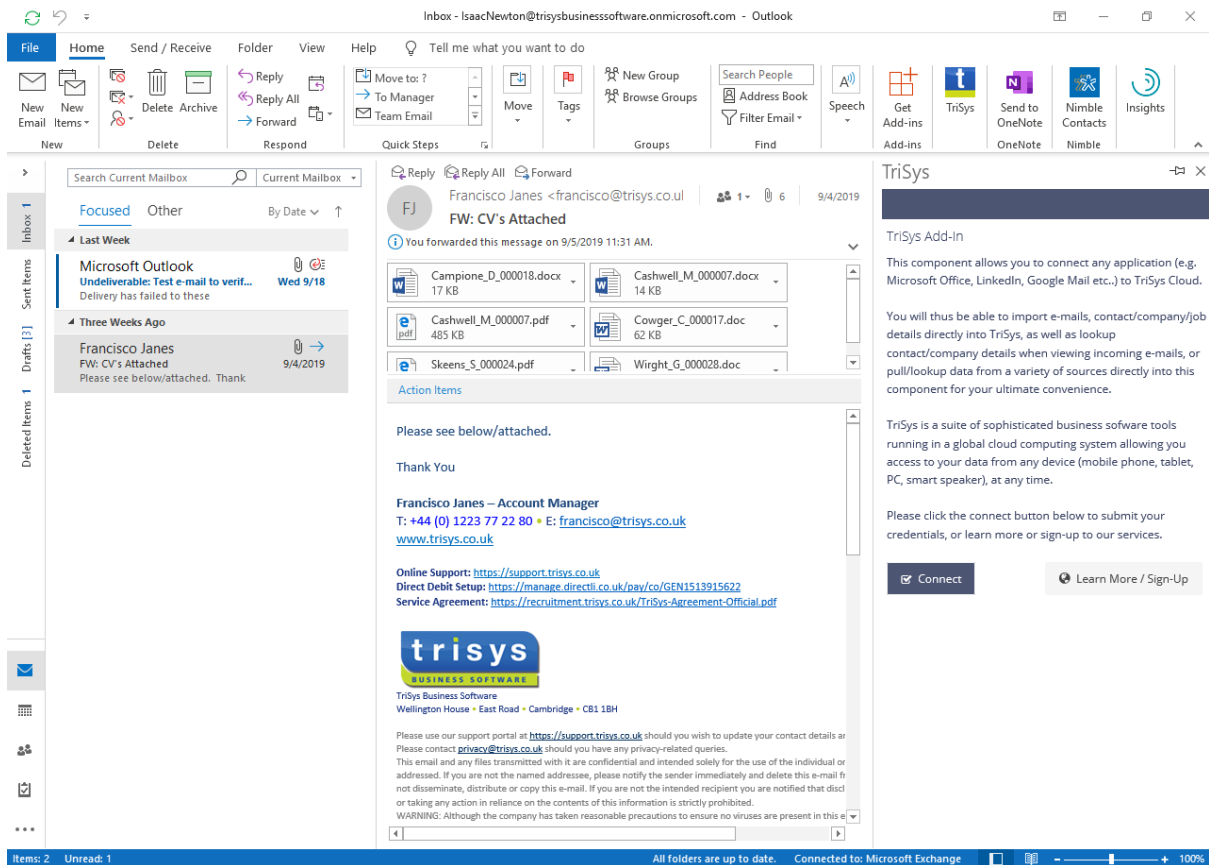 Inbox - IsaacNewton@trisysbusinesssoftware.onmicrosoft.com - Outlook
File Home Send / Receive Folder View Help Tell me what you want to do
New Email
New Items
Delete Archive
Reply
Reply All
Forward
Move to: ?
To Manager
Team Email
Move
Tags
New Group
Browse Groups
Search People
Address Book
Filter Email
A))
Speech
Get Add-ins
t
TriSys
N
Send to OneNote
Nimble Contacts
Insights
New Delete Respond Quick Steps Groups Find Add-ins OneNote Nimble
Inbox 1
Sent Items
Drafts [3]
Deleted Items 1
Search Current Mailbox Current Mailbox
Focused Other By Date
Last Week
Microsoft Outlook
Undeliverable: Test e-mail to verif... Wed 9/18
Delivery has failed to these
Three Weeks Ago
Francisco Janes
FW: CV's Attached 9/4/2019
Please see below/attached. Thank
Reply Reply All Forward
FJ
Francisco Janes <francisco@trisys.co.ul 1 6 9/4/2019
FW: CV's Attached
You forwarded this message on 9/5/2019 11:31 AM.
Campione_D_000018.docx
17 KB
Cashwell_M_000007.docx
14 KB
Cashwell_M_000007.pdf
485 KB
Cowger_C_000017.doc
62 KB
Skeens_S_000024.pdf
Wirght_G_000028.doc
Action Items
Please see below/attached.
Thank You
Francisco Janes – Account Manager
T: +44 (0) 1223 77 22 80 • E: francisco@trisys.co.uk
www.trisys.co.uk
Online Support: https://support.trisys.co.uk
Direct Debit Setup: https://manage.directli.co.uk/pay/co/GEN1513915622
Service Agreement: https://recruitment.trisys.co.uk/TriSys-Agreement-Official.pdf
trisys
BUSINESS SOFTWARE
TriSys Business Software
Wellington House • East Road • Cambridge • CB1 1BH
Please use our support portal at https://support.trisys.co.uk should you wish to update your contact details ar
Please contact privacy@trisys.co.uk should you have any privacy-related queries.
This email and any files transmitted with it are confidential and intended solely for the use of the individual or
addressed. If you are not the named addressee, please notify the sender immediately and delete this e-mail fr
not disseminate, distribute or copy this e-mail. If you are not the intended recipient you are notified that discl
or taking any action in reliance on the contents of this information is strictly prohibited.
WARNING: Although the company has taken reasonable precautions to ensure no viruses are present in this e
TriSys
TriSys Add-In
This component allows you to connect any application (e.g.
Microsoft Office, LinkedIn, Google Mail etc..) to TriSys Cloud.
You will thus be able to import e-mails, contact/company/job
details directly into TriSys, as well as lookup
contact/company details when viewing incoming e-mails, or
pull/lookup data from a variety of sources directly into this
component for your ultimate convenience.
TriSys is a suite of sophisticated business sofware tools
running in a global cloud computing system allowing you
access to your data from any device (mobile phone, tablet,
PC, smart speaker), at any time.
Please click the connect button below to submit your
credentials, or learn more or sign-up to our services.
Connect Learn More / Sign-Up
Items: 2 Unread: 1 All folders are up to date. Connected to: Microsoft Exchange 100%